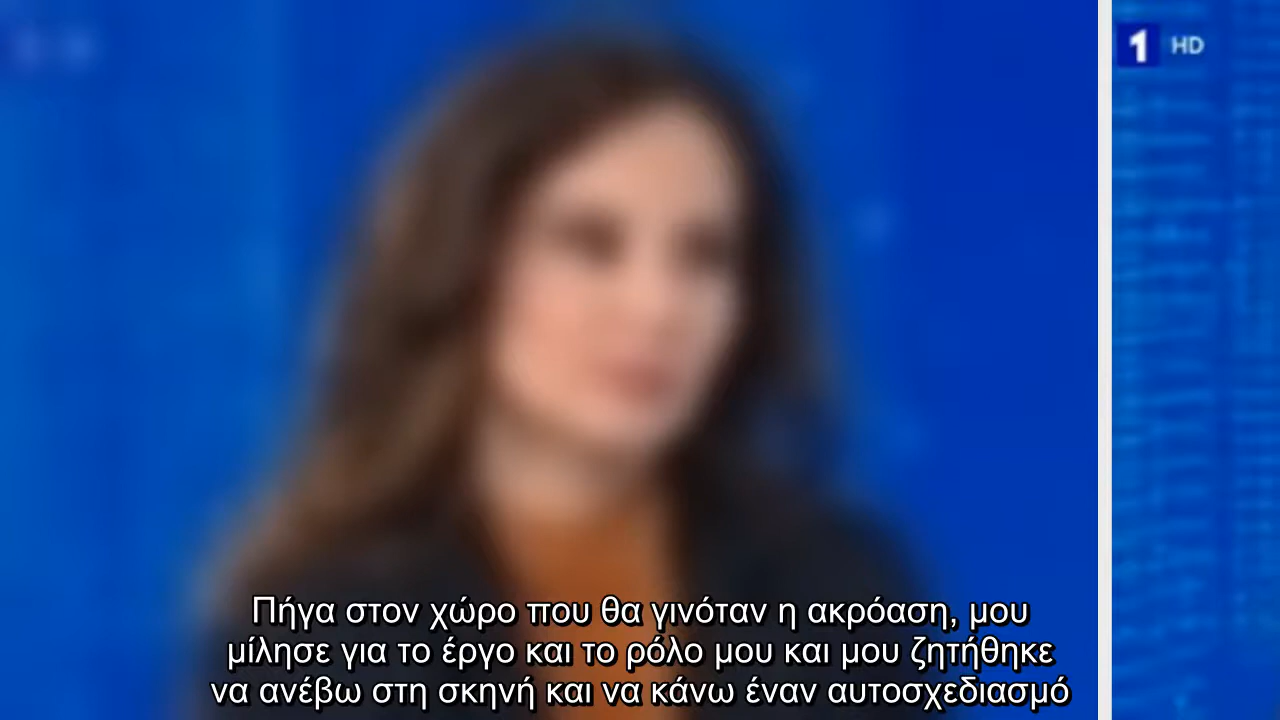 1 HD
Πήγα στον χώρο που θα γινόταν η ακρόαση, μου
μίλησε για το έργο και το ρόλο μου και μου ζητήθηκε
να ανέβω στη σκηνή και να κάνω έναν αυτοσχεδιασμό